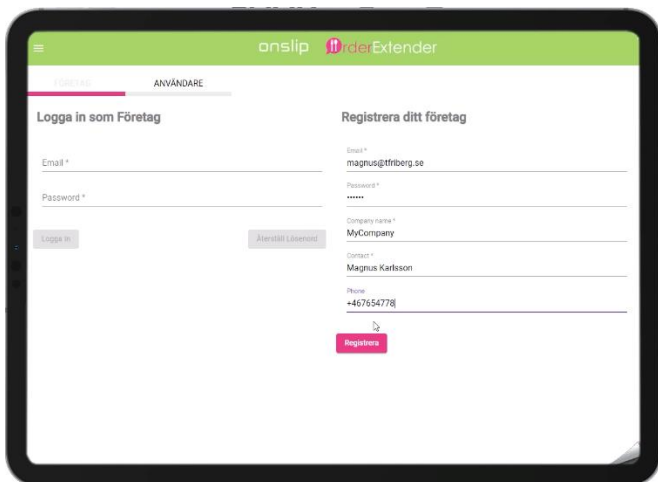 onslip OrderExtender
FÖRETAG ANVÄNDARE
Logga in som Företag
Email *
Password *
Logga in Återställ Lösenord
Registrera ditt företag
Email *
magnus@tfriberg.se
Password *
••••••
Company name *
MyCompany
Contact *
Magnus Karlsson
Phone
+467654778
Registrera